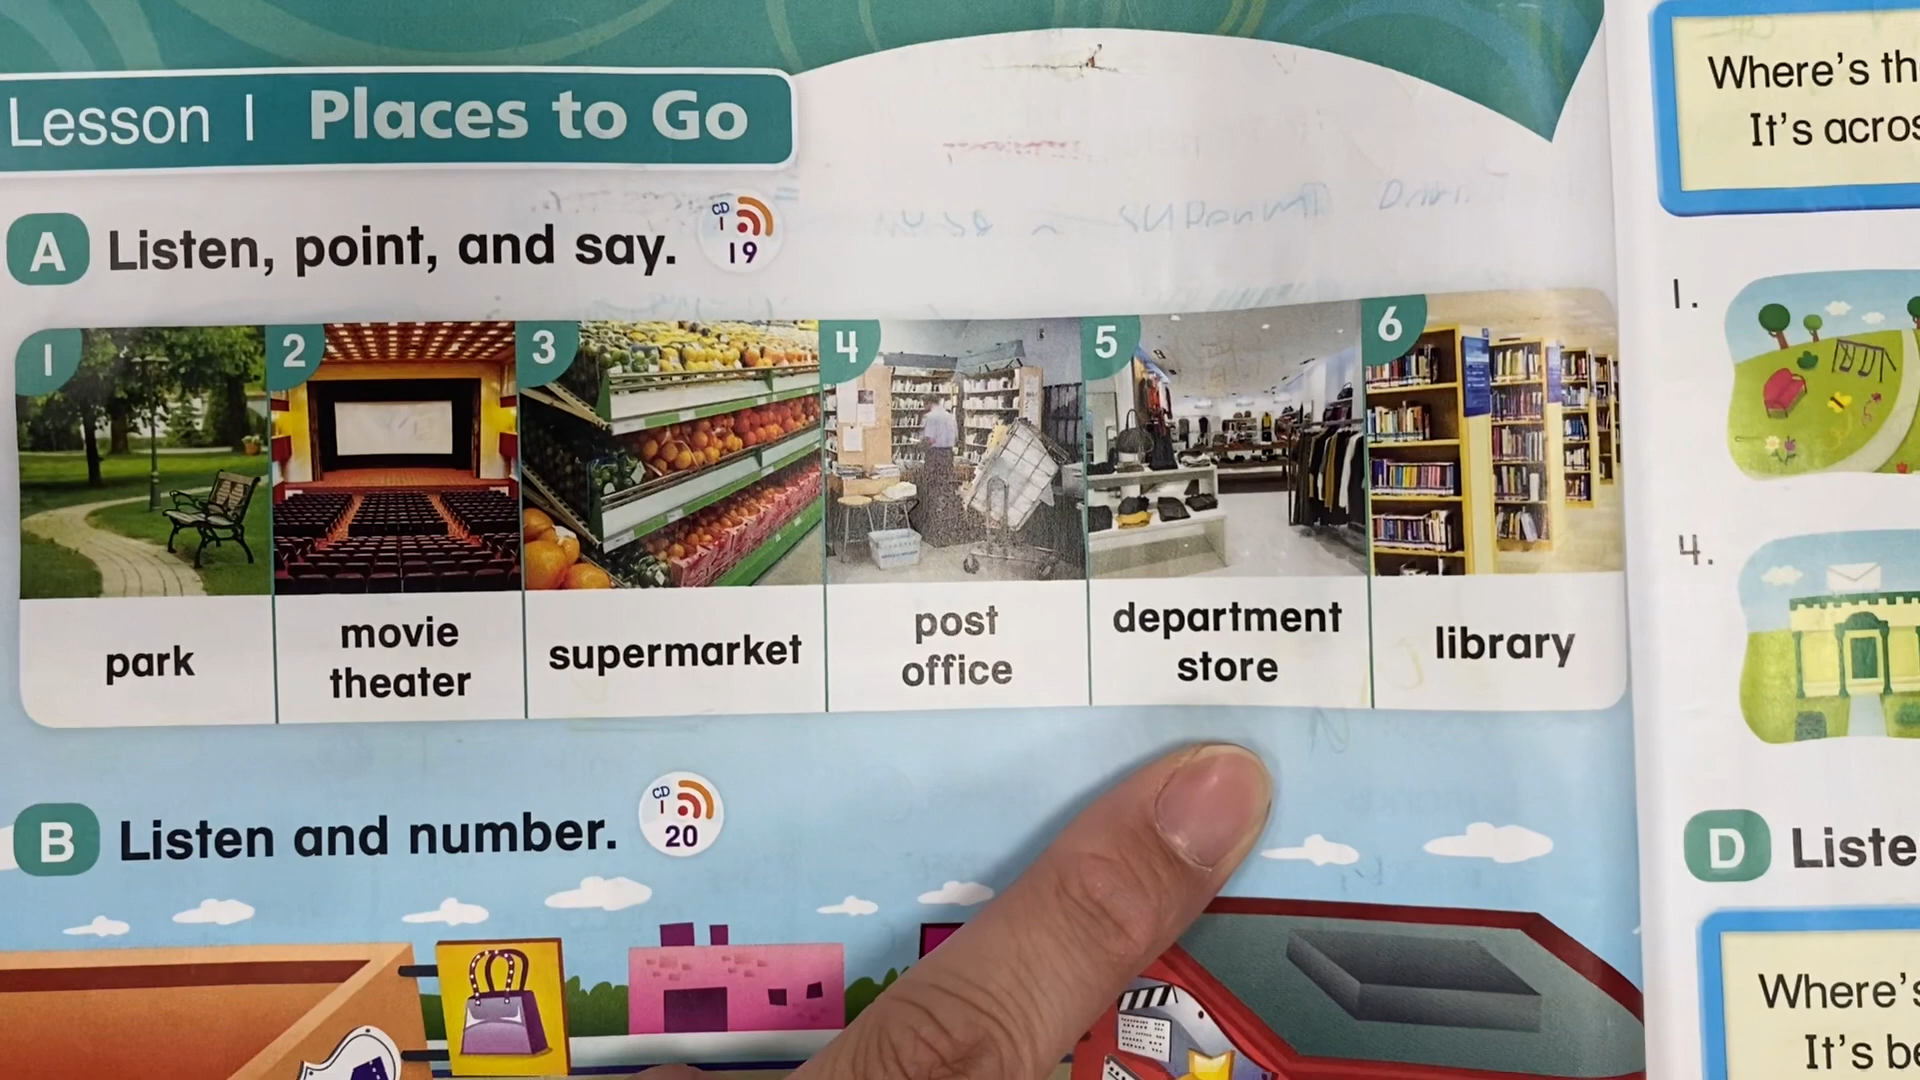 Lesson 1 Places to Go
A Listen, point, and say. CD 1 19
1
2
3
4
5
6
park
movie
theater
supermarket
post
office
department
store
library
B Listen and number. CD 1 20
Where's th
It's acros
1.
4.
D Liste
Where's
It's be